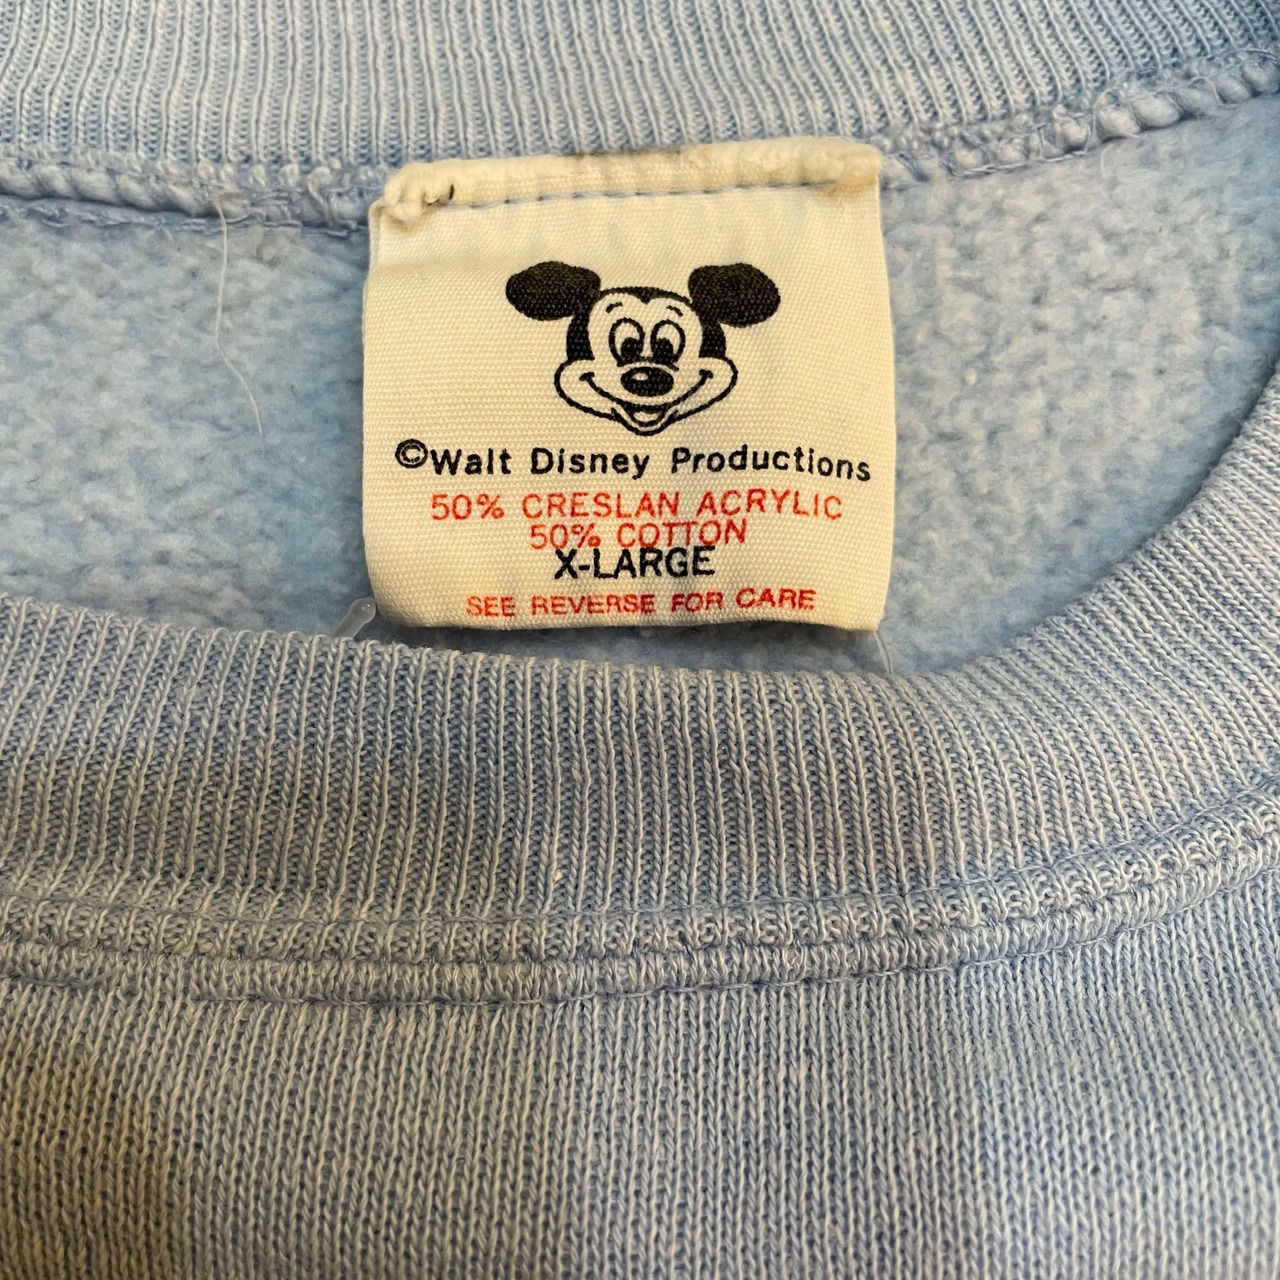 ©Walt Disney Productions
50% CRESLAN ACRYLIC
50% COTTON
X-LARGE
SEE REVERSE FOR CARE